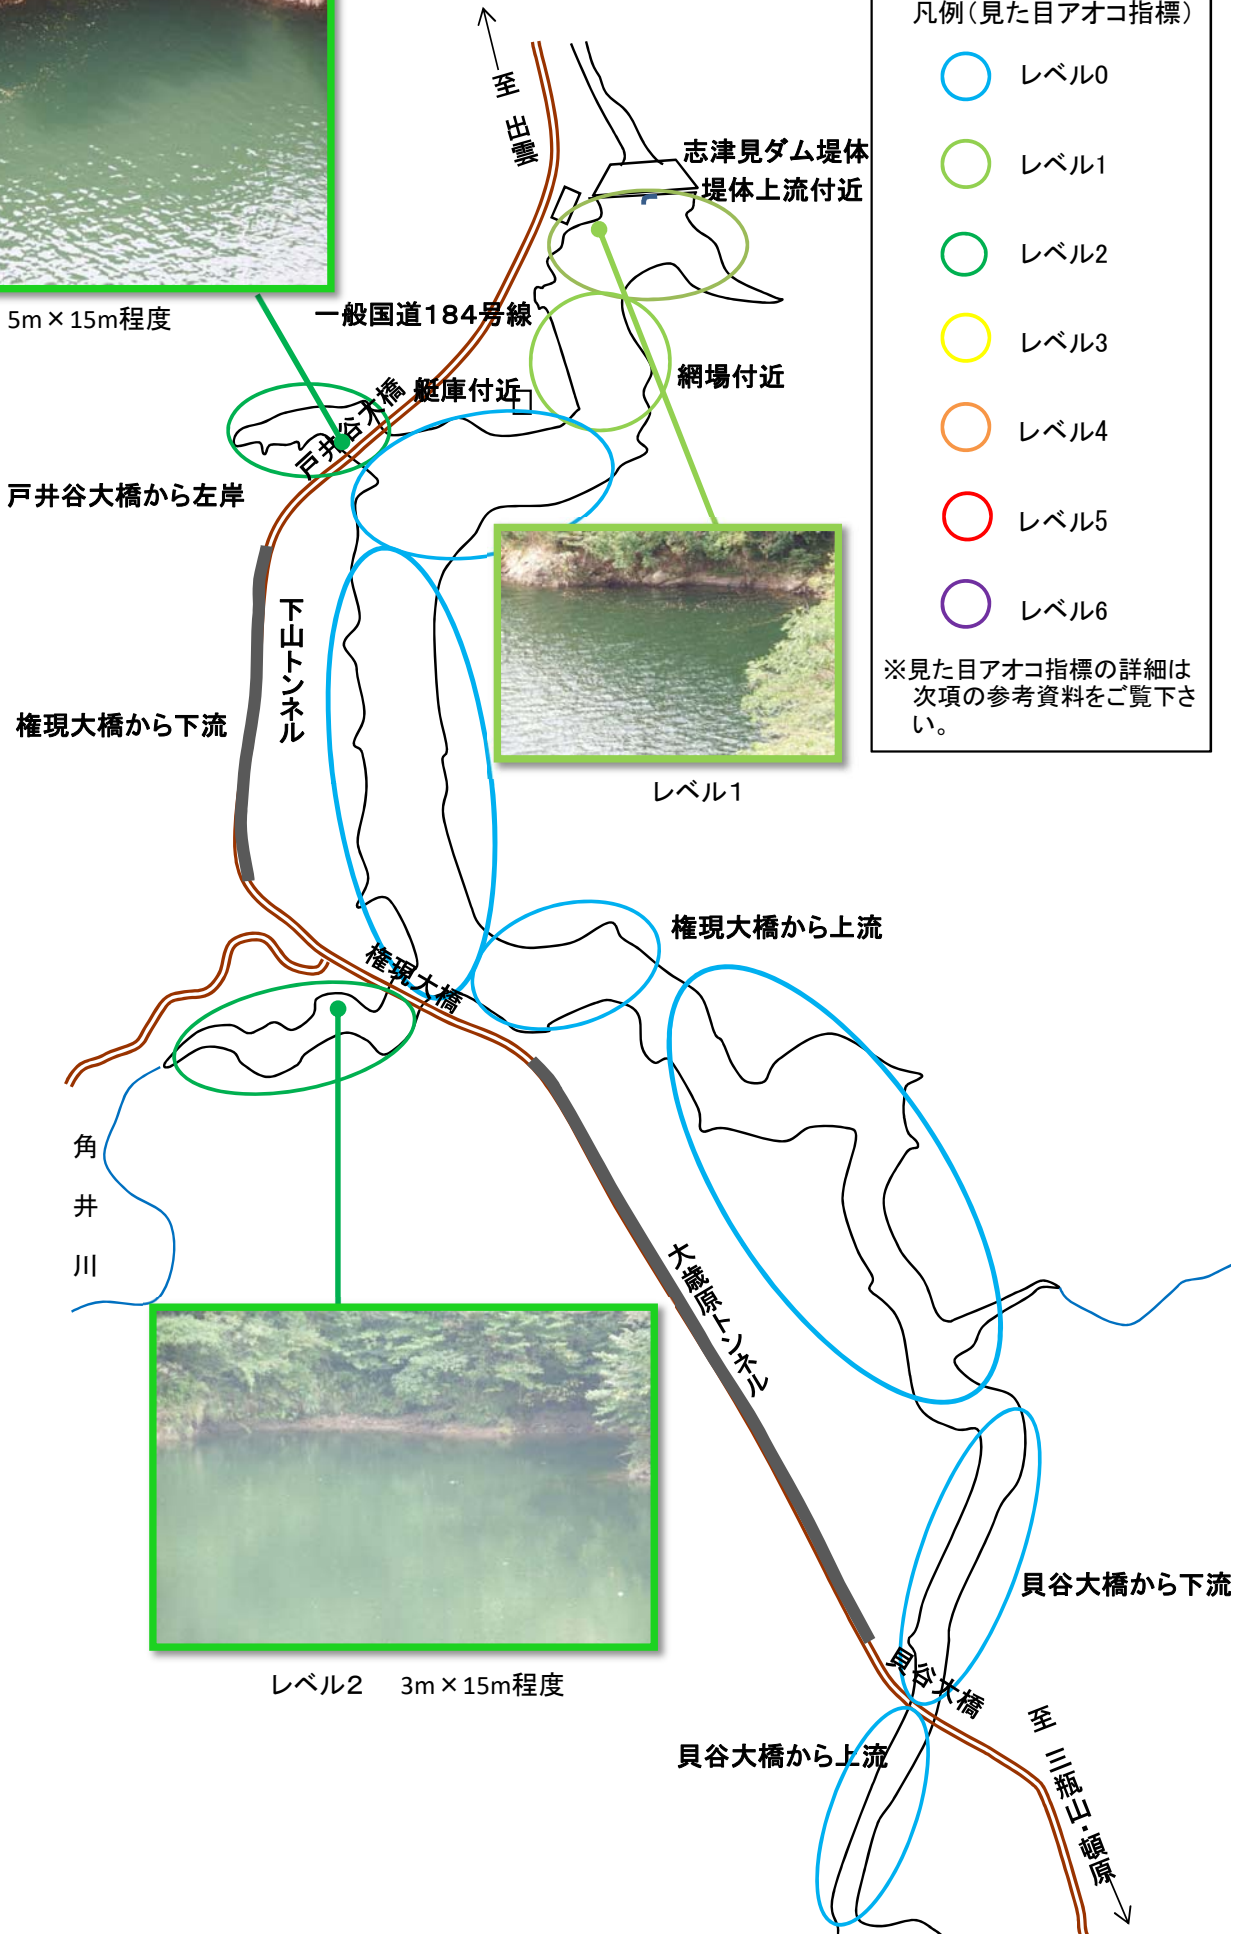 凡例（見た目アオコ指標）
レベル0
レベル1
レベル2
レベル3
レベル4
レベル5
レベル6
※見た目アオコ指標の詳細は
次項の参考資料をご覧下さ
い。
至 出雲
志津見ダム堤体
堤体上流付近
5m×15m程度
一般国道184号線
網場付近
艇庫付近
戸井谷大橋
戸井谷大橋から左岸
下山トンネル
権現大橋から下流
レベル1
権現大橋から上流
権現大橋
角井川
大歳原トンネル
レベル2 3m×15m程度
貝谷大橋から下流
貝谷大橋
貝谷大橋から上流
至 三瓶山・頓原